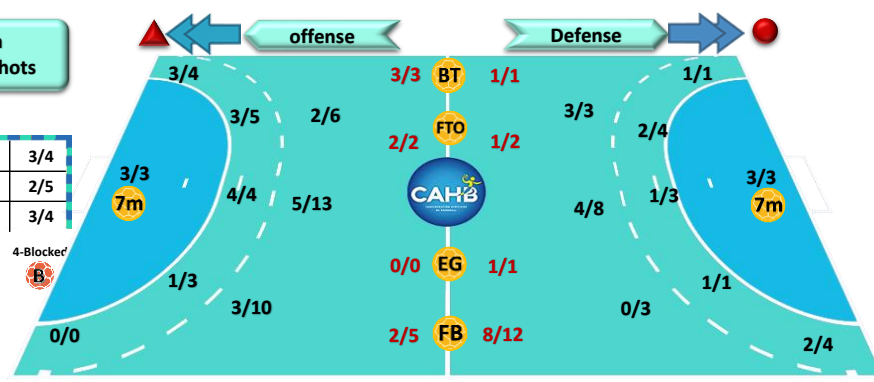 offense
Defense
hots
3/4
2/5
3/4
4-Blocked
B
3/4
3/5
2/6
3/3
7m
4/4
5/13
1/3
3/10
0/0
3/3 BT 1/1
2/2 FTO 1/2
CAHB
0/0 EG 1/1
2/5 FB 8/12
1/1
3/3
2/4
3/3
7m
1/3
4/8
1/1
0/3
2/4